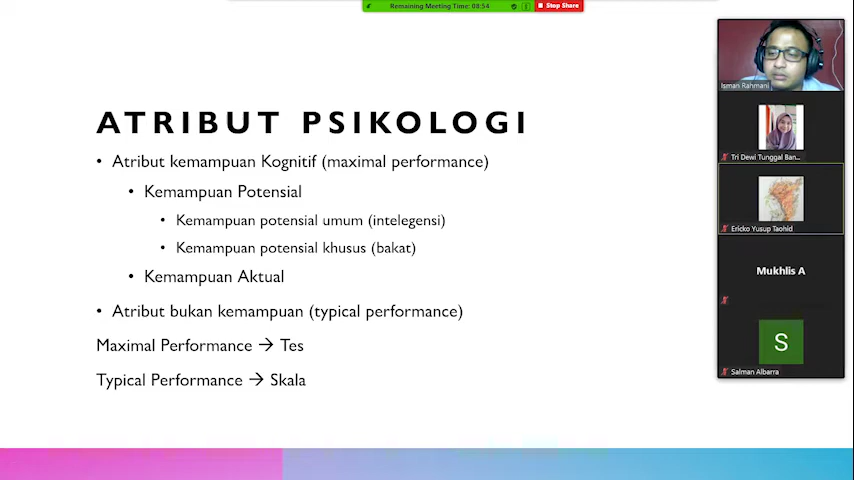 Remaining Meeting Time: 08:54
Stop Share
ATRIBUT PSIKOLOGI
• Atribut kemampuan Kognitif (maximal performance)
• Kemampuan Potensial
• Kemampuan potensial umum (intelegensi)
• Kemampuan potensial khusus (bakat)
• Kemampuan Aktual
• Atribut bukan kemampuan (typical performance)
Maximal Performance → Tes
Typical Performance → Skala
Isman Rahmani
Tri Dewi Tunggal Ban...
Ericko Yusup Taohid
Mukhlis A
S
Salman Albarra